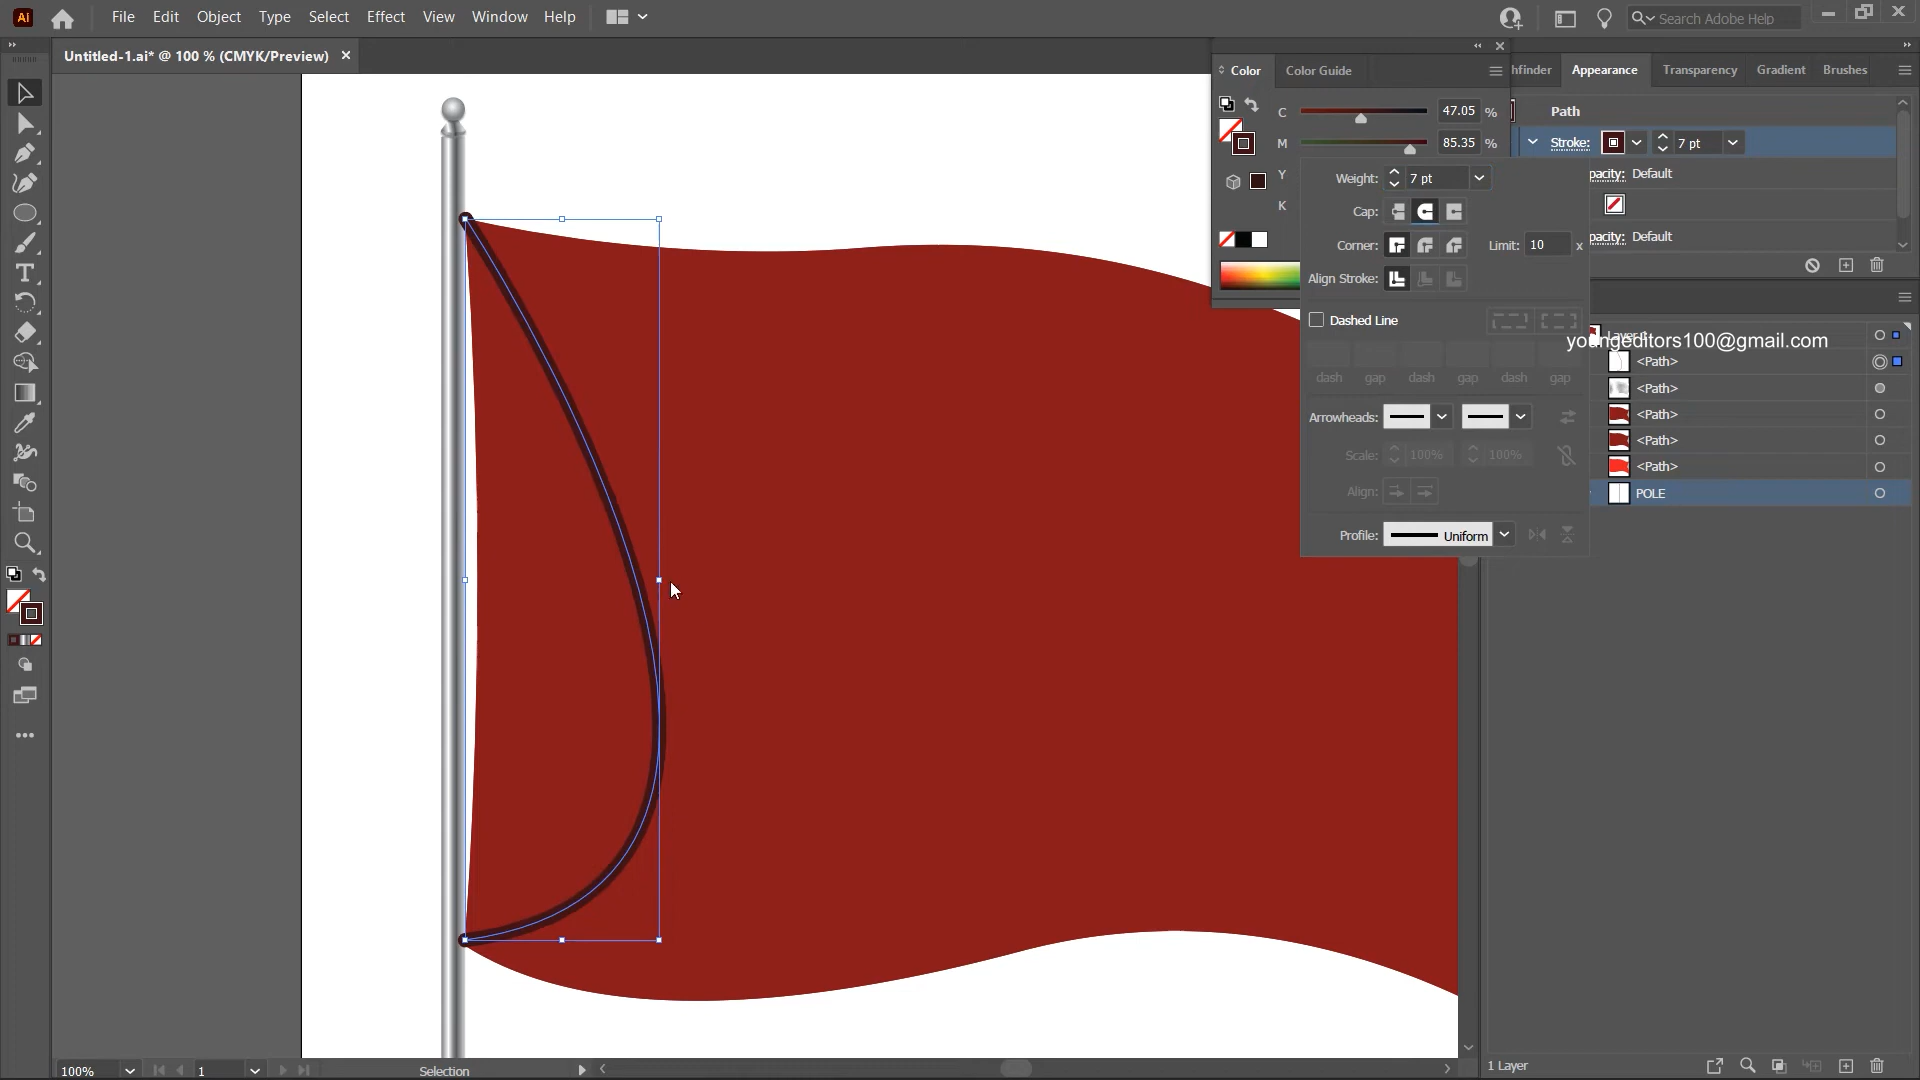 Ai File Edit Object Type Select Effect View Window Help Search Adobe Help
Untitled-1.ai* @ 100 % (CMYK/Preview)
Color Color Guide
hfinder Appearance Transparency Gradient Brushes
C 47.05 %
M 85.35 %
Y
K
Path
Stroke: 7 pt
pacity: Default
pacity: Default
Weight: 7 pt
Cap:
Corner: Limit: 10 x
Align Stroke:
Dashed Line
dash gap dash gap dash gap
Arrowheads:
Scale: 100% 100%
Align:
Profile: Uniform
youngeditors100@gmail.com
<Path>
<Path>
<Path>
<Path>
<Path>
POLE
100% 1 Selection
1 Layer